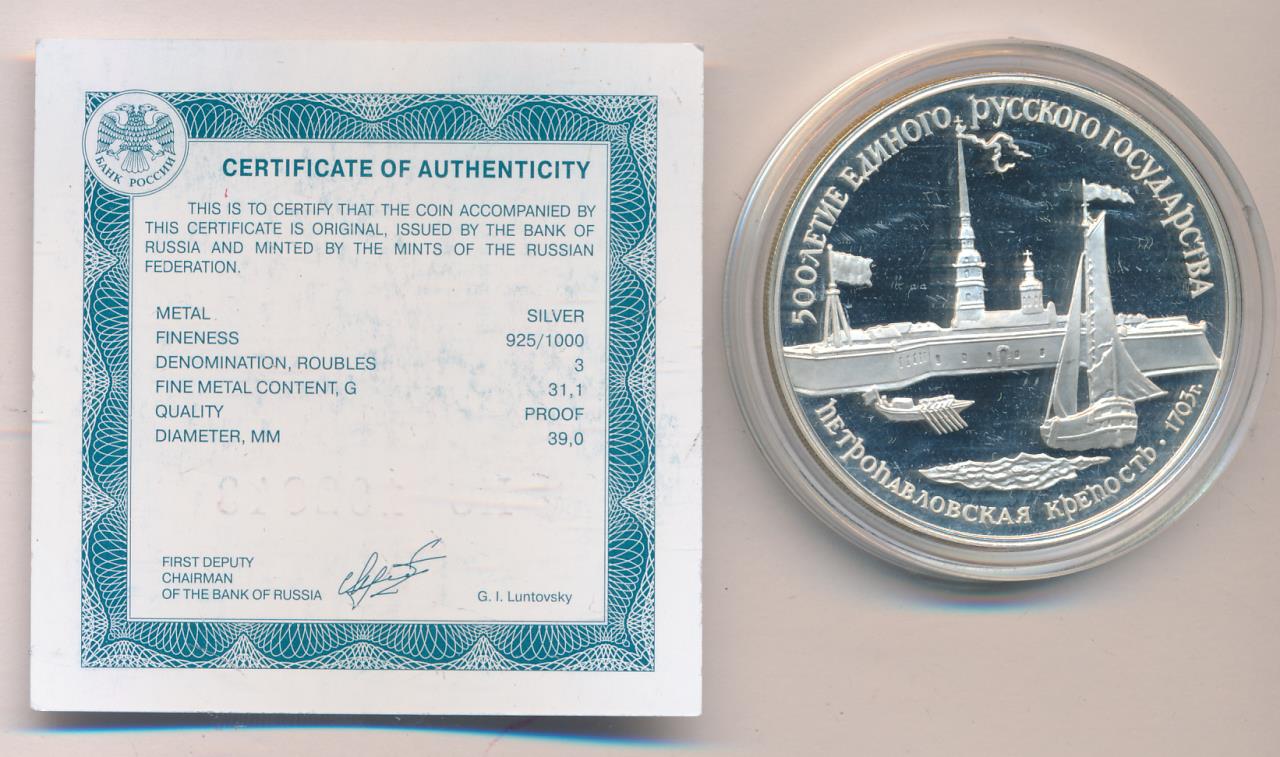 БАНК РОССИИ
CERTIFICATE OF AUTHENTICITY
THIS IS TO CERTIFY THAT THE COIN ACCOMPANIED BY
THIS CERTIFICATE IS ORIGINAL, ISSUED BY THE BANK OF
RUSSIA AND MINTED BY THE MINTS OF THE RUSSIAN
FEDERATION.
METAL SILVER
FINENESS 925/1000
DENOMINATION, ROUBLES 3
FINE METAL CONTENT, G 31,1
QUALITY PROOF
DIAMETER, MM 39,0
FIRST DEPUTY
CHAIRMAN
OF THE BANK OF RUSSIA G. I. Luntovsky
500ЛЕТИЕ ЕДИНОГО РУССКОГО ГОСУДАРСТВА
ПЕТРОПАВЛОВСКАЯ КРЕПОСТЬ · 1703г.